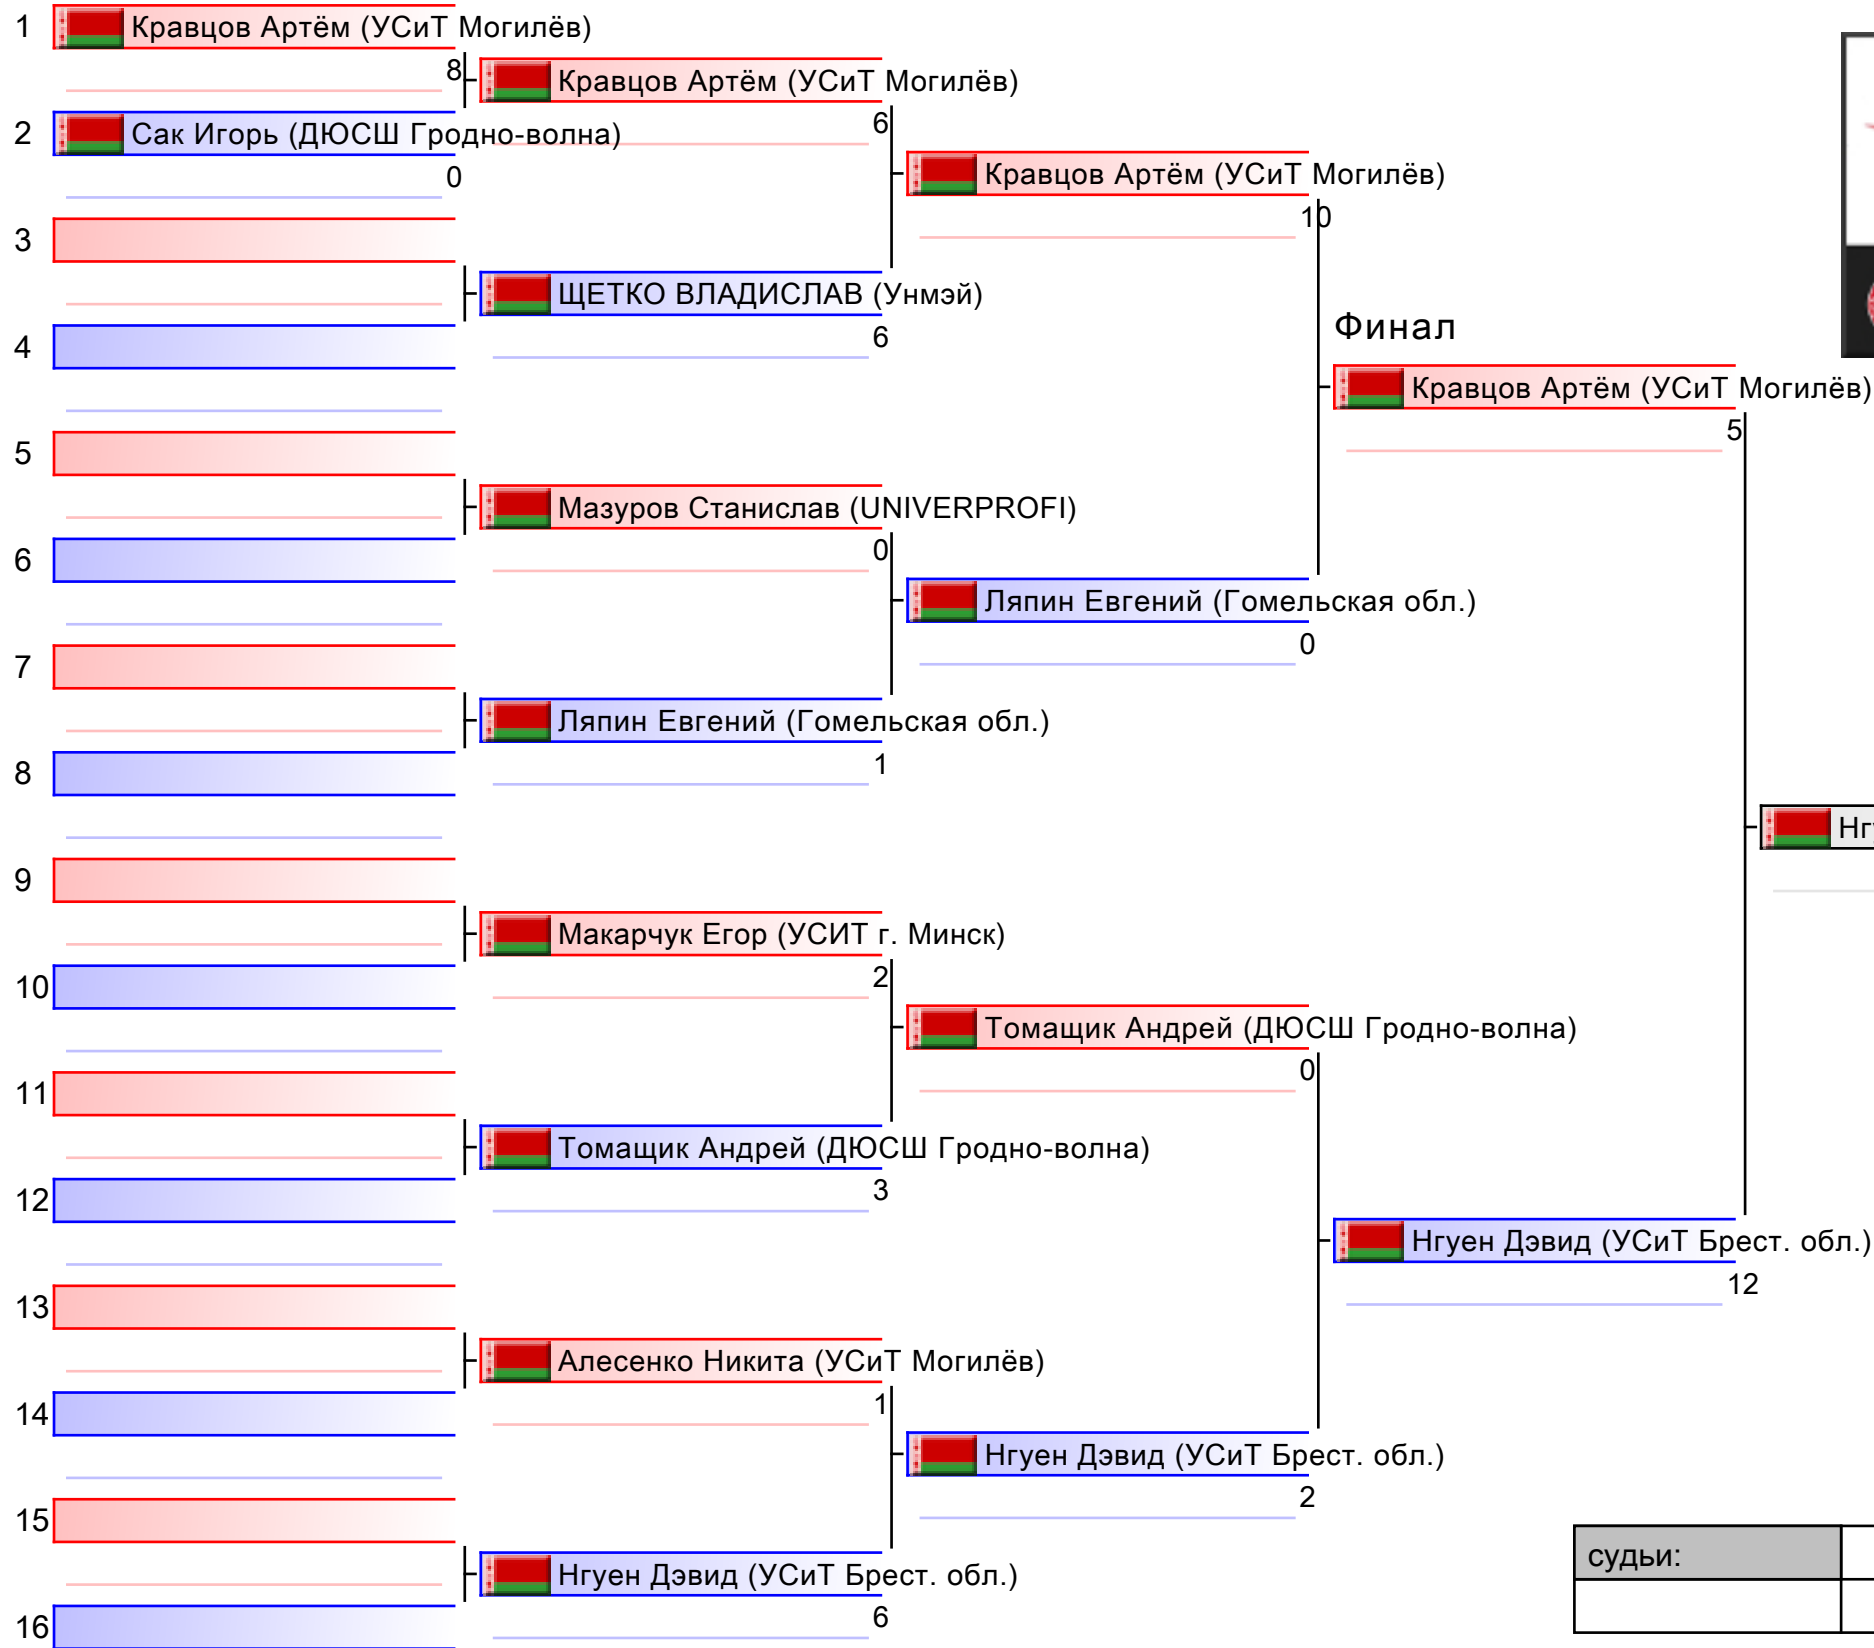 1
Кравцов Артём (УСиТ Могилёв)
8
Кравцов Артём (УСиТ Могилёв)
6
2
Сак Игорь (ДЮСШ Гродно-волна)
0
Кравцов Артём (УСиТ Могилёв)
10
3
ЩЕТКО ВЛАДИСЛАВ (Унмэй)
6
4
Финал
Кравцов Артём (УСиТ Могилёв)
5
5
Мазуров Станислав (UNIVERPROFI)
0
6
Ляпин Евгений (Гомельская обл.)
0
7
Ляпин Евгений (Гомельская обл.)
1
8
9
Макарчук Егор (УСИТ г. Минск)
2
10
Томащик Андрей (ДЮСШ Гродно-волна)
0
11
Томащик Андрей (ДЮСШ Гродно-волна)
3
12
Нгуен Дэвид (УСиТ Брест. обл.)
12
13
Алесенко Никита (УСиТ Могилёв)
1
14
Нгуен Дэвид (УСиТ Брест. обл.)
2
15
судьи:
Нгуен Дэвид (УСиТ Брест. обл.)
6
16